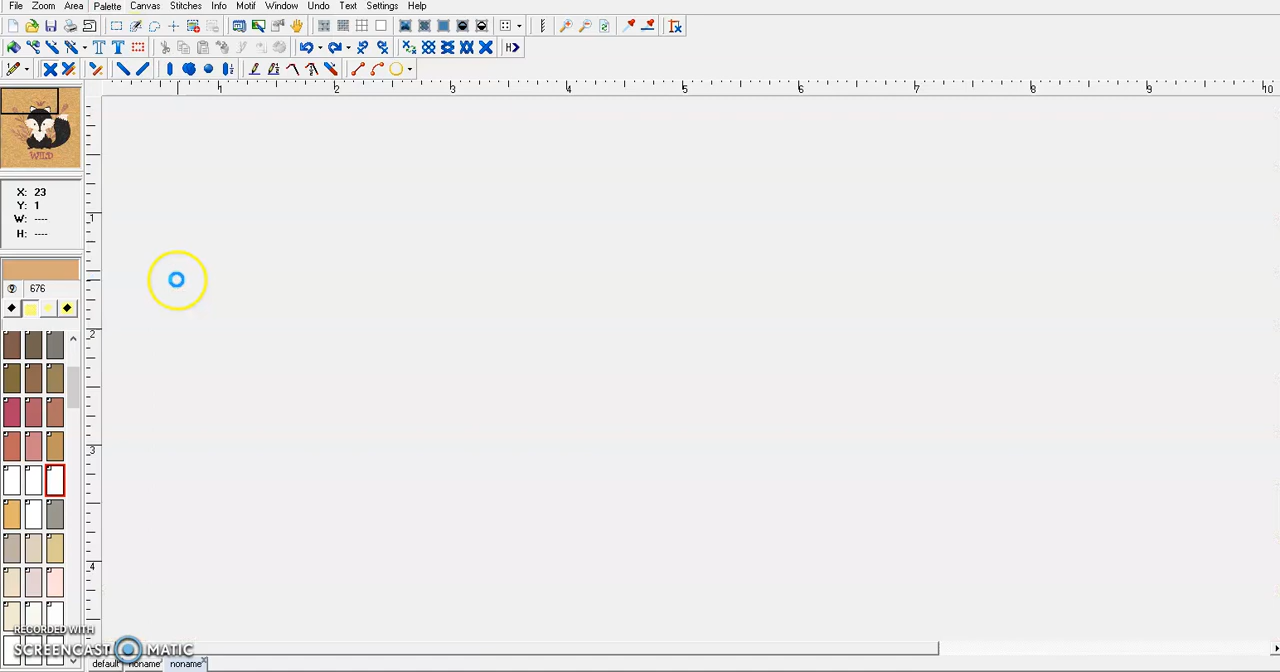 File Zoom Area Palette Canvas Stitches Info Motif Window Undo Text Settings Help
H
1 2 3 4 5 6 7 8 9 10
WILD
X: 23
Y: 1
W: ----
H: ----
1
676
2
3
4
RECORDED WITH
SCREENCAST MATIC
default noname noname